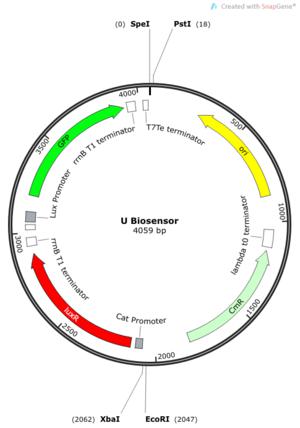 Created with SnapGene®
(0) SpeI PstI (18)
4000
rrnB T1 terminator
T7Te terminator
GFP
ori
500
3500
Lux Promoter
U Biosensor
4059 bp
lambda t0 terminator
1000
3000
rrnB T1 terminator
CmR
1500
luxR
2500
Cat Promoter
2000
(2062) XbaI EcoRI (2047)